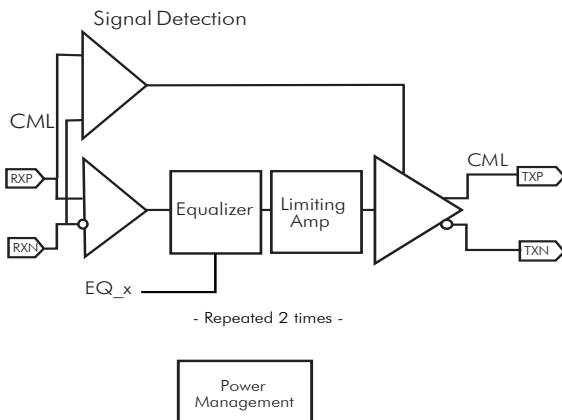 Signal Detection
CML
RXP
RXN
Equalizer
Limiting
Amp
CML
TXP
TXN
EQ_x
- Repeated 2 times -
Power
Management